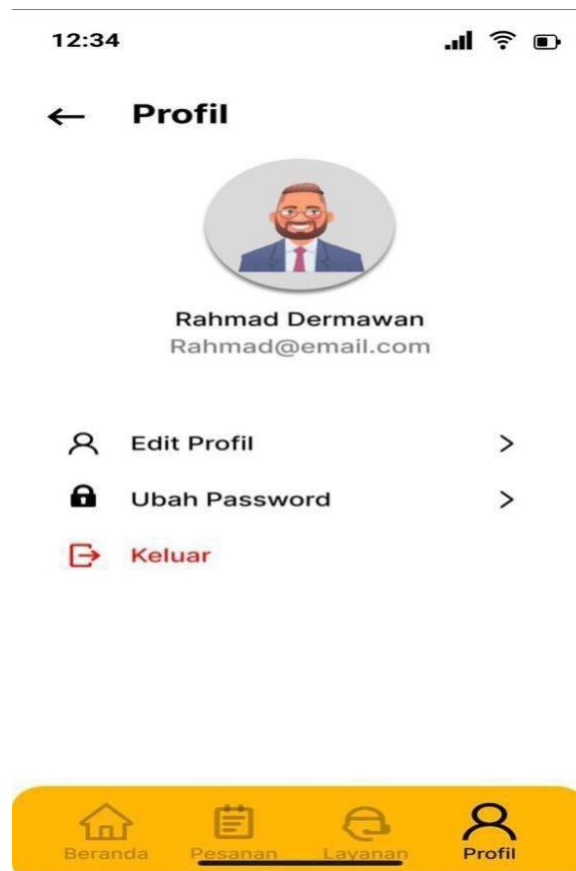 12:34
Profil
Rahmad Dermawan
Rahmad@email.com
Edit Profil
Ubah Password
Keluar
Beranda Pesanan Layanan Profil